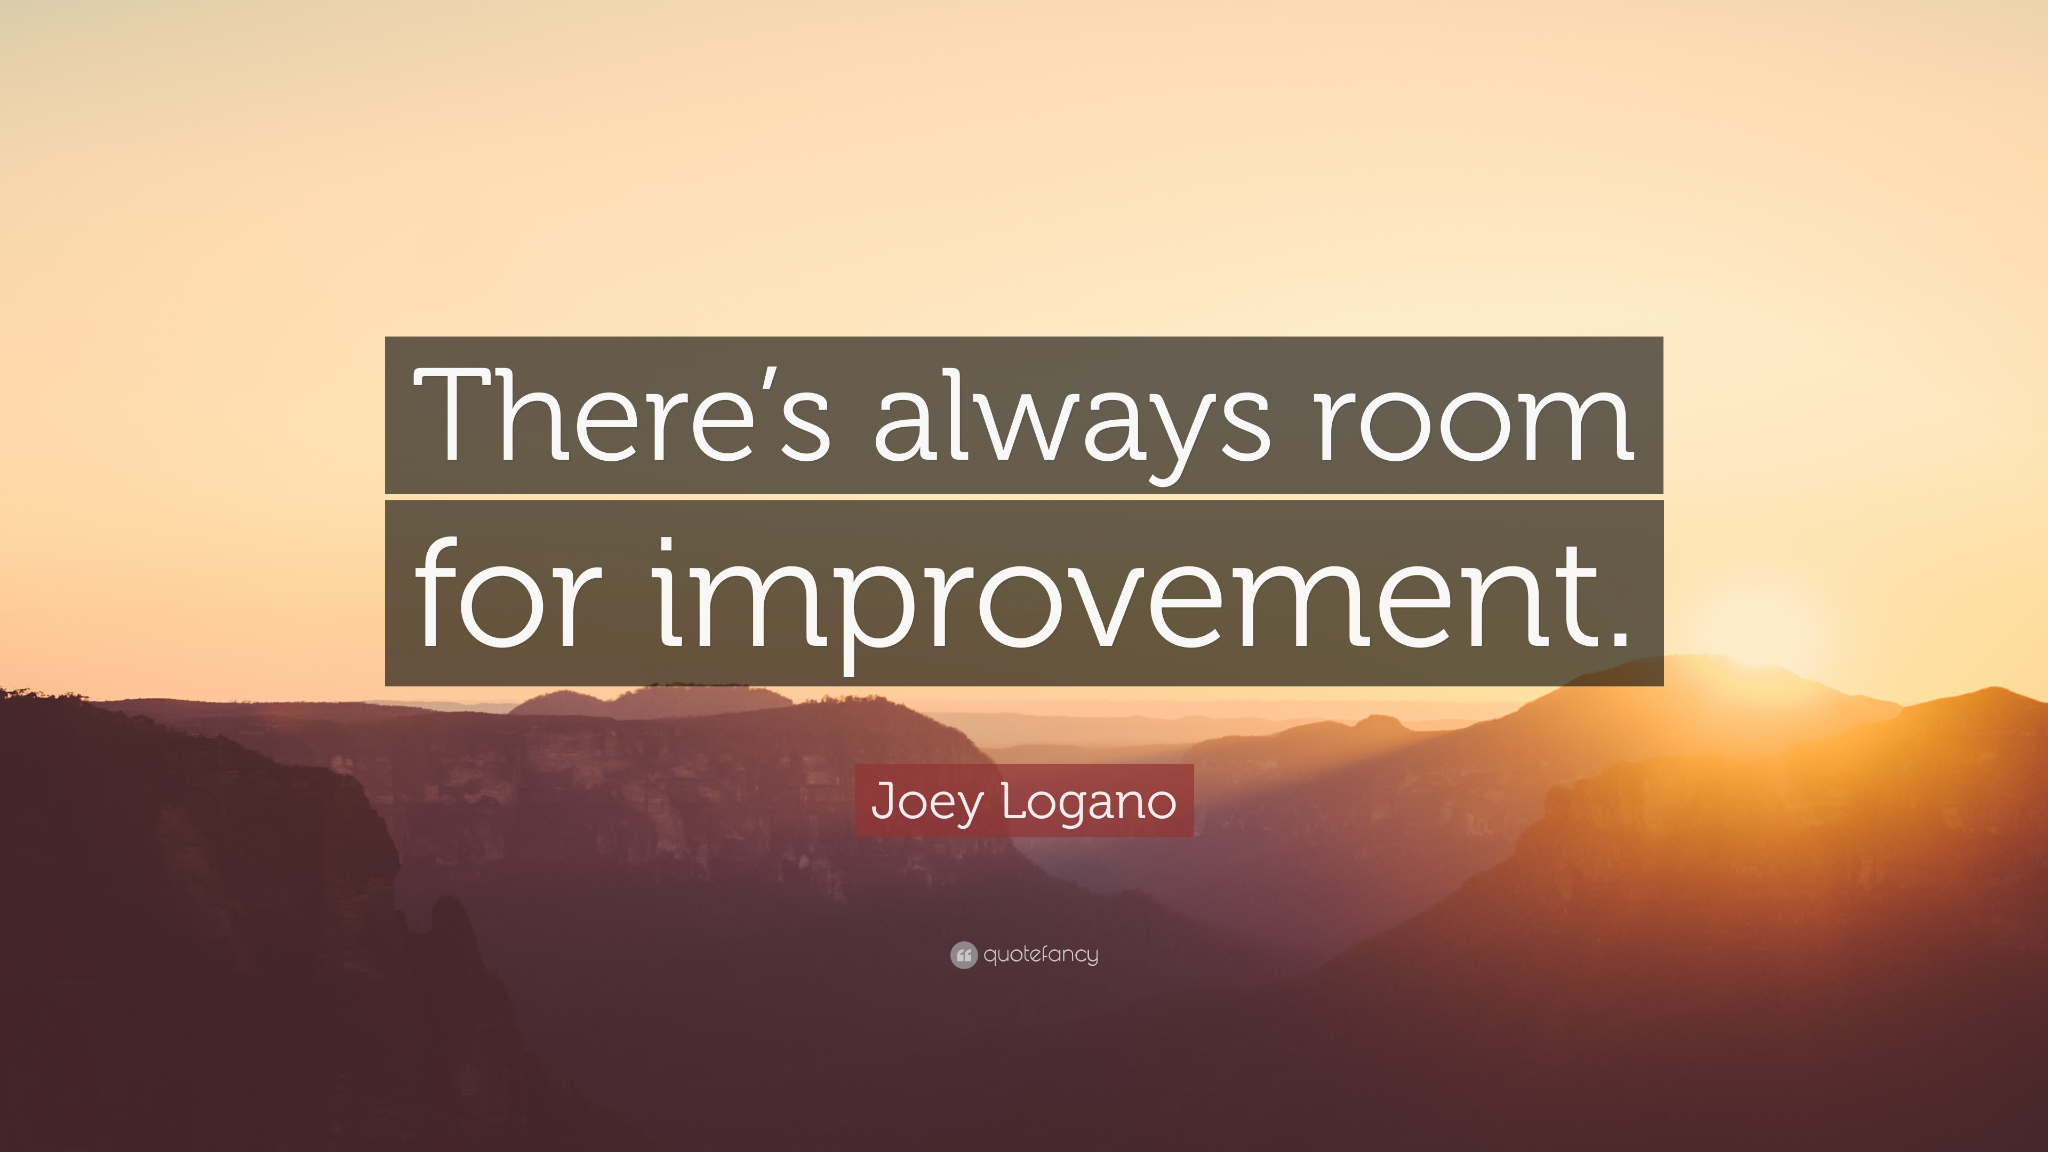 There's always room
for improvement.
Joey Logano
quotefancy